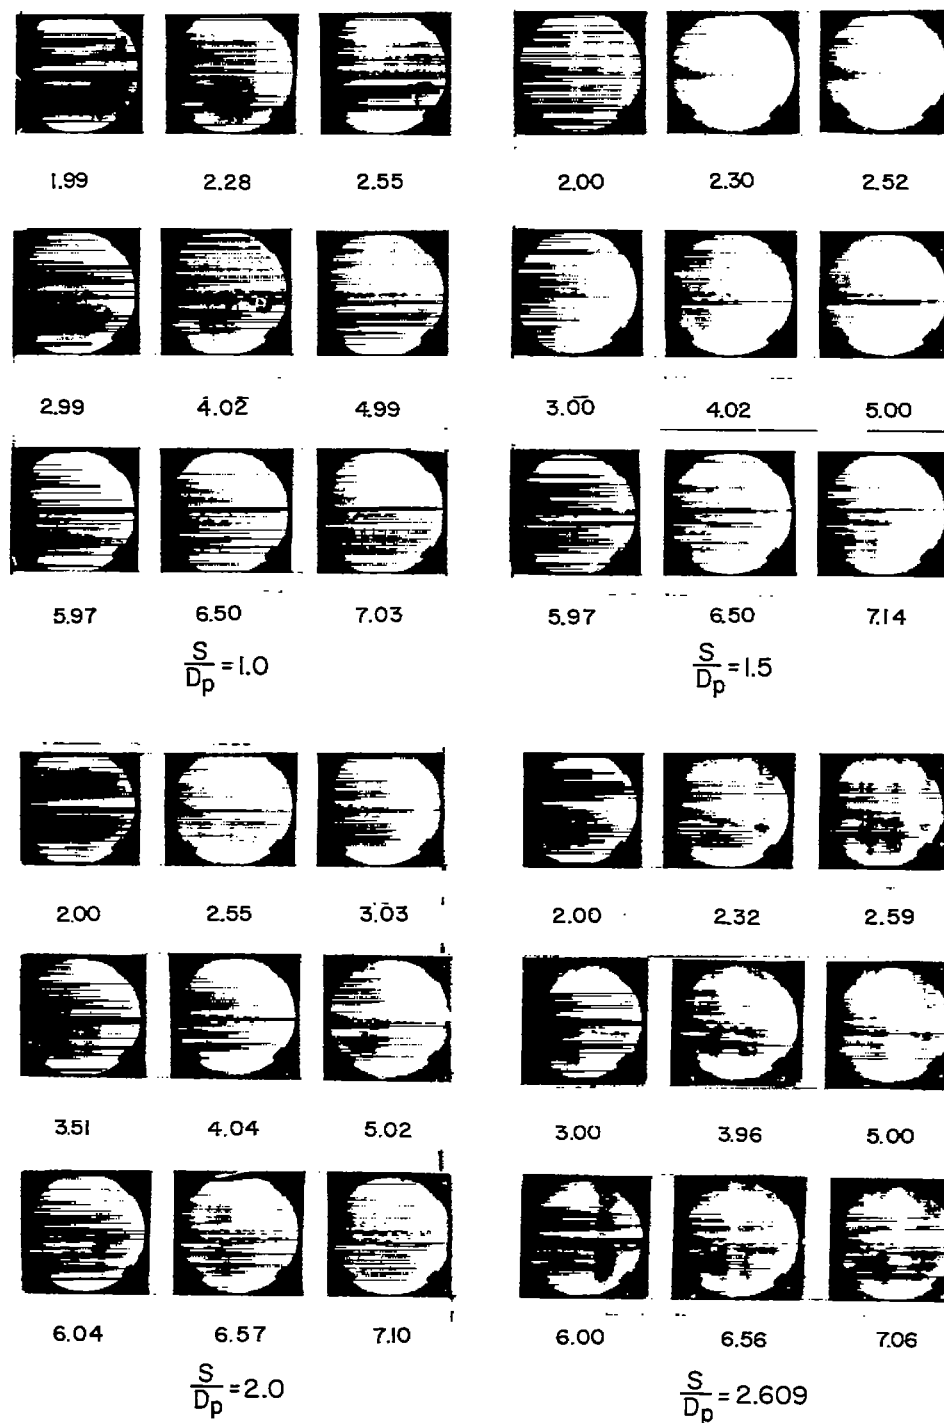 1.99 2.28 2.55
2.00 2.30 2.52
2.99 4.02 4.99
3.00 4.02 5.00
5.97 6.50 7.03
5.97 6.50 7.14
S/Dp = 1.0
S/Dp = 1.5
2.00 2.55 3.03
2.00 2.32 2.59
3.51 4.04 5.02
3.00 3.96 5.00
6.04 6.57 7.10
6.00 6.56 7.06
S/Dp = 2.0
S/Dp = 2.609